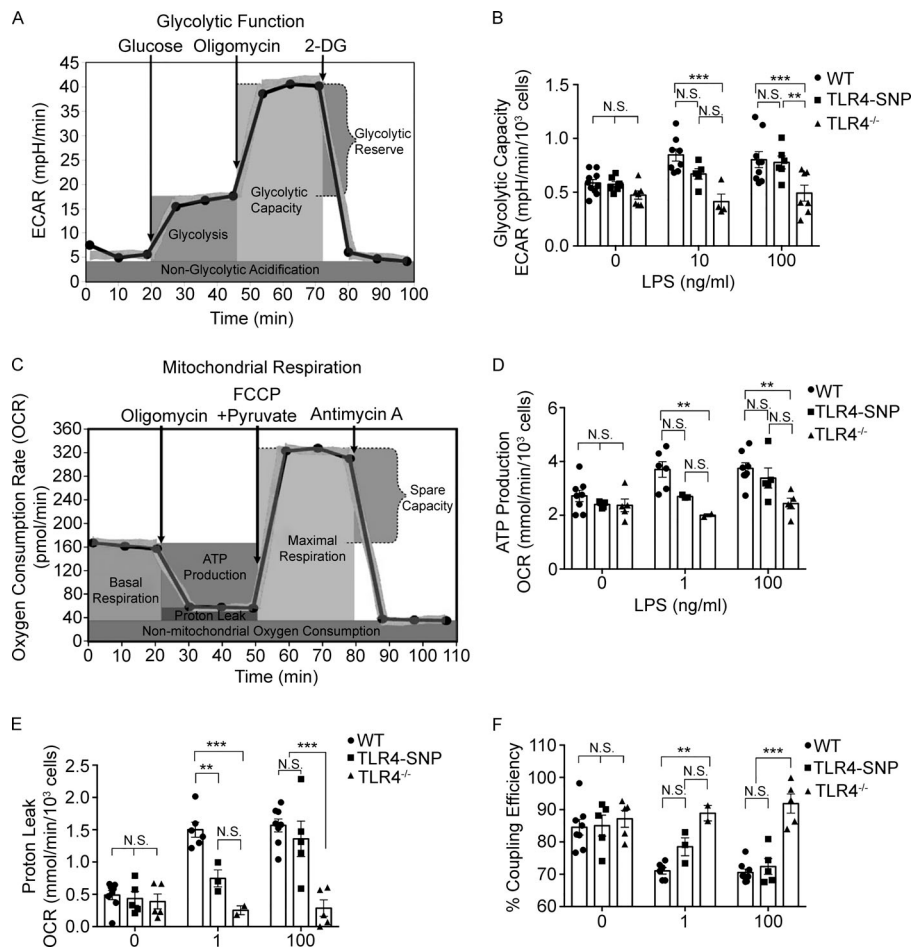 A
Glycolytic Function
Glucose Oligomycin 2-DG
ECAR (mpH/min)
45
40
35
30
25
20
15
10
5
0
Glycolytic
Reserve
Glycolytic
Capacity
Glycolysis
Non-Glycolytic Acidification
0 10 20 30 40 50 60 70 80 90 100
Time (min)
B
WT
TLR4-SNP
TLR4-/-
Glycolytic Capacity
ECAR (mpH/min/10³ cells)
1.5
1.0
0.5
0.0
N.S.
***
N.S.
N.S.
***
N.S.
**
0 10 100
LPS (ng/ml)
C
Mitochondrial Respiration
FCCP
Oligomycin +Pyruvate Antimycin A
Oxygen Consumption Rate (OCR)
(pmol/min)
360
320
280
240
200
160
120
80
40
0
Spare
Capacity
Maximal
Respiration
ATP
Production
Basal
Respiration
Proton Leak
Non-mitochondrial Oxygen Consumption
0 10 20 30 40 50 60 70 80 90 100 110
Time (min)
D
WT
TLR4-SNP
TLR4-/-
ATP Production
OCR (mmol/min/10³ cells)
6
4
2
0
N.S.
**
N.S.
N.S.
**
N.S.
N.S.
0 1 100
LPS (ng/ml)
E
WT
TLR4-SNP
TLR4-/-
Proton Leak
OCR (mmol/min/10³ cells)
2.5
2.0
1.5
1.0
0.5
0.0
N.S.
***
**
N.S.
***
N.S.
0 1 100
F
WT
TLR4-SNP
TLR4-/-
% Coupling Efficiency
110
100
90
80
70
60
N.S.
**
N.S.
N.S.
***
N.S.
0 1 100